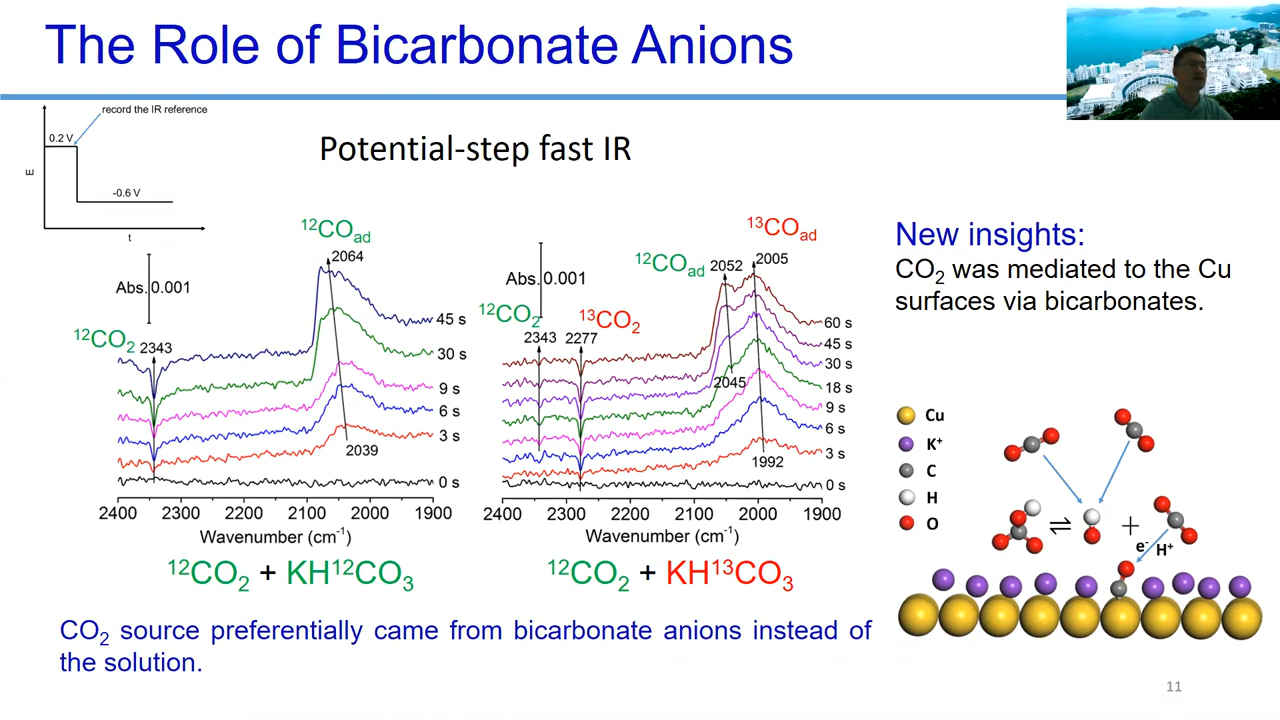 The Role of Bicarbonate Anions
record the IR reference
0.2 V
E
-0.6 V
t
Potential-step fast IR
¹²COad
2064
Abs. 0.001
¹²CO₂
2343
45 s
30 s
9 s
6 s
3 s
2039
0 s
2400 2300 2200 2100 2000 1900
Wavenumber (cm⁻¹)
¹²CO₂ + KH¹²CO₃
¹³COad
¹²COad
2052
2005
Abs. 0.001
¹²CO₂
¹³CO₂
2343
2277
60 s
45 s
30 s
2045
18 s
9 s
6 s
3 s
1992
0 s
2400 2300 2200 2100 2000 1900
Wavenumber (cm⁻¹)
¹²CO₂ + KH¹³CO₃
CO₂ source preferentially came from bicarbonate anions instead of
the solution.
New insights:
CO₂ was mediated to the Cu
surfaces via bicarbonates.
Cu
K⁺
C
H
O
⇌
+
e⁻
H⁺
11